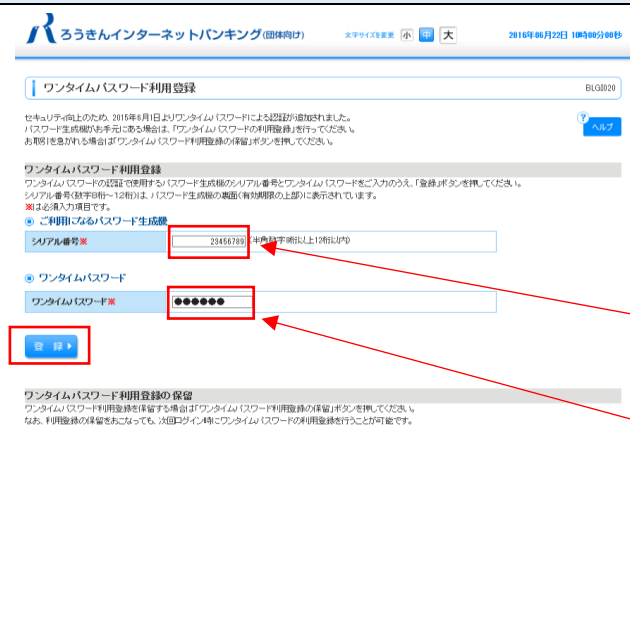 ろうきんインターネットバンキング(団体向け) 文字サイズを変更 小 中 大 2016年06月22日 10時00分00秒
ワンタイムパスワード利用登録 BLGI020
セキュリティ向上のため、2015年6月1日よりワンタイムパスワードによる認証が追加されました。
パスワード生成機がお手元にある場合は、「ワンタイムパスワードの利用登録」を行ってください。
お取引を急がれる場合は「ワンタイムパスワード利用登録の保留」ボタンを押してください。
? ヘルプ
ワンタイムパスワード利用登録
ワンタイムパスワードの認証で使用するパスワード生成機のシリアル番号とワンタイムパスワードをご入力のうえ、「登録」ボタンを押してください。
シリアル番号(数字8桁~12桁)は、パスワード生成機の裏面(有効期限の上部)に表示されています。
※は必須入力項目です。
ご利用になるパスワード生成機
シリアル番号※ 23456789 (半角数字8桁以上12桁以内)
ワンタイムパスワード
ワンタイムパスワード※ ●●●●●●
登 録
ワンタイムパスワード利用登録の保留
ワンタイムパスワード利用登録を保留する場合は「ワンタイムパスワード利用登録の保留」ボタンを押してください。
なお、利用登録の保留をおこなっても、次回ログイン時にワンタイムパスワードの利用登録を行うことが可能です。